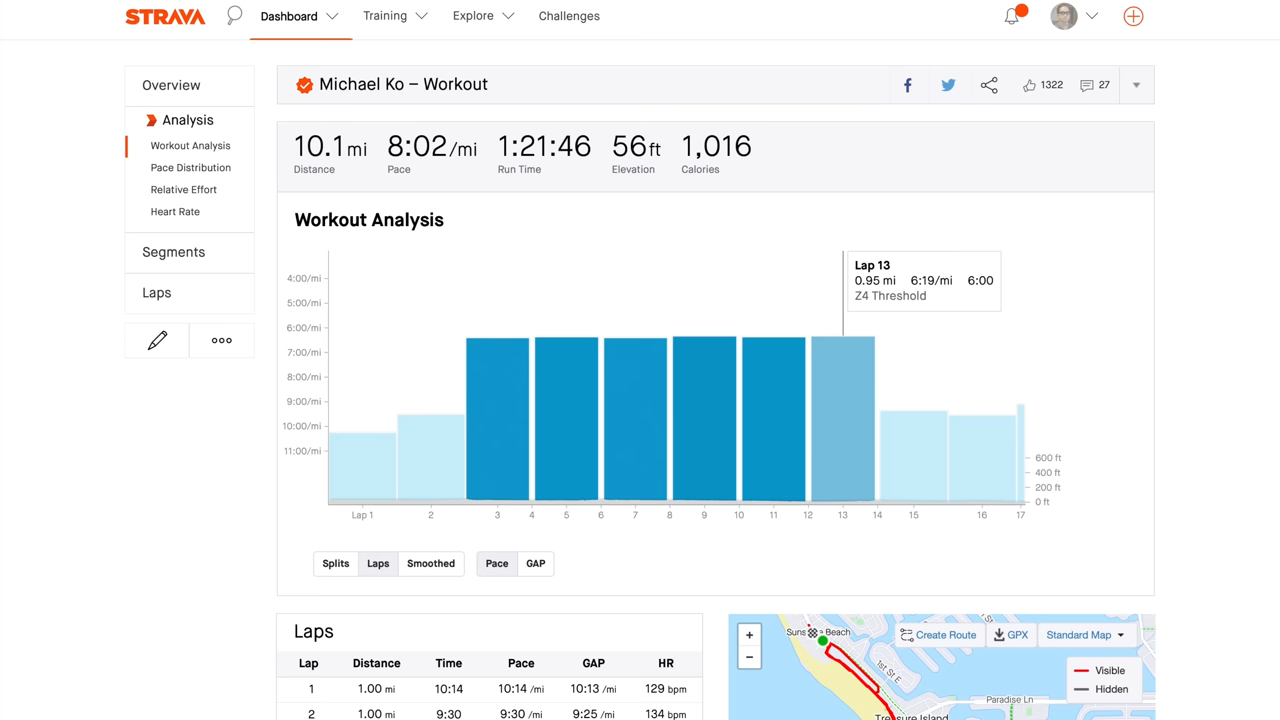 STRAVA Dashboard Training Explore Challenges
Overview
Analysis
Workout Analysis
Pace Distribution
Relative Effort
Heart Rate
Segments
Laps
Michael Ko – Workout 1322 27
10.1mi 8:02/mi 1:21:46 56ft 1,016
Distance Pace Run Time Elevation Calories
Workout Analysis
Lap 13
0.95 mi 6:19/mi 6:00
Z4 Threshold
4:00/mi
5:00/mi
6:00/mi
7:00/mi
8:00/mi
9:00/mi
10:00/mi
11:00/mi
600 ft
400 ft
200 ft
0 ft
Lap 1 2 3 4 5 6 7 8 9 10 11 12 13 14 15 16 17
Splits Laps Smoothed Pace GAP
Laps
Lap Distance Time Pace GAP HR
1 1.00 mi 10:14 10:14 /mi 10:13 /mi 129 bpm
2 1.00 mi 9:30 9:30 /mi 9:25 /mi 134 bpm
+
−
Beach
Create Route GPX Standard Map
Visible
Hidden
1st St E
Paradise Ln
Treasure Island